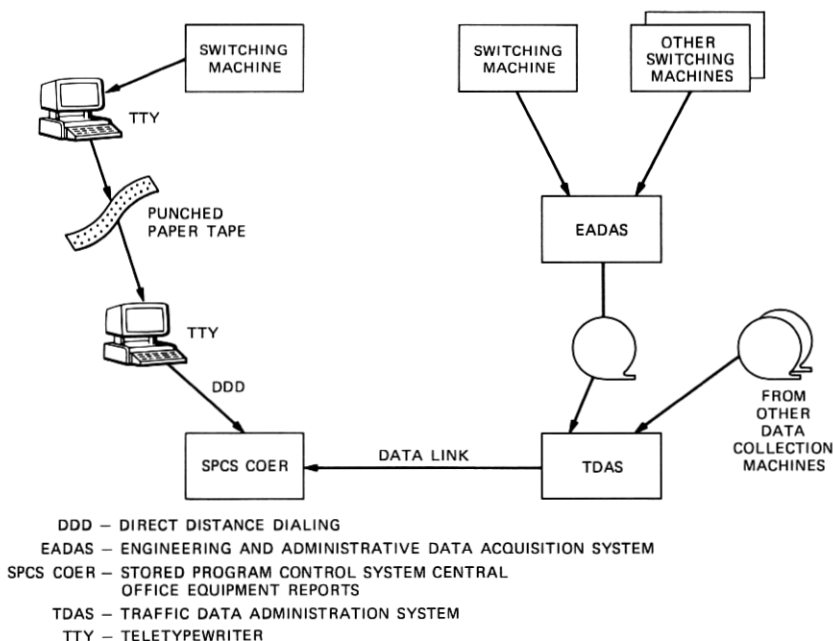 SWITCHING
MACHINE
SWITCHING
MACHINE
OTHER
SWITCHING
MACHINES
TTY
PUNCHED
PAPER TAPE
EADAS
TTY
DDD
FROM
OTHER
DATA
COLLECTION
MACHINES
SPCS COER
DATA LINK
TDAS
DDD – DIRECT DISTANCE DIALING
EADAS – ENGINEERING AND ADMINISTRATIVE DATA ACQUISITION SYSTEM
SPCS COER – STORED PROGRAM CONTROL SYSTEM CENTRAL
OFFICE EQUIPMENT REPORTS
TDAS – TRAFFIC DATA ADMINISTRATION SYSTEM
TTY – TELETYPEWRITER